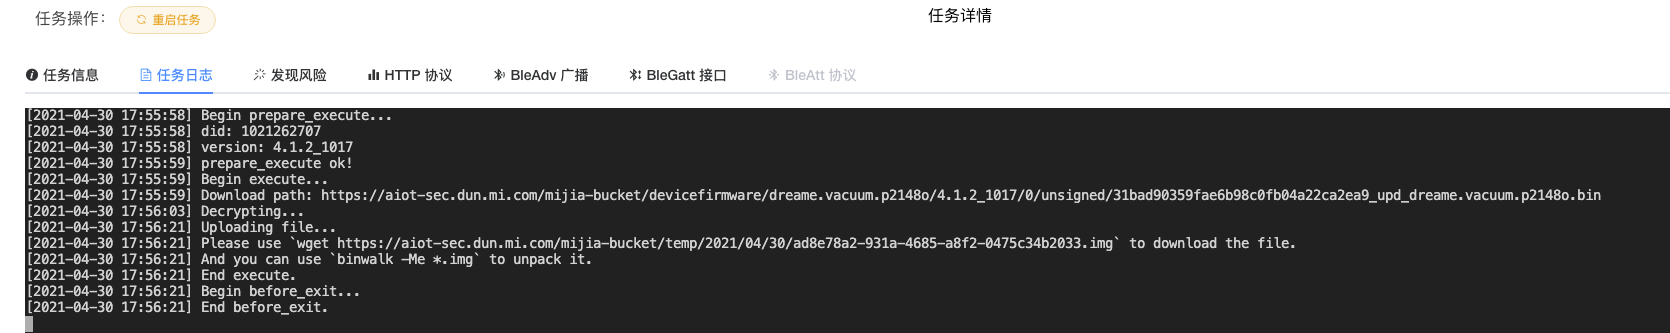 任务操作： 重启任务 任务详情
任务信息 任务日志 发现风险 HTTP 协议 BleAdv 广播 BleGatt 接口 BleAtt 协议
[2021-04-30 17:55:58] Begin prepare_execute...
[2021-04-30 17:55:58] did: 1021262707
[2021-04-30 17:55:58] version: 4.1.2_1017
[2021-04-30 17:55:59] prepare_execute ok!
[2021-04-30 17:55:59] Begin execute...
[2021-04-30 17:55:59] Download path: https://aiot-sec.dun.mi.com/mijia-bucket/devicefirmware/dreame.vacuum.p2148o/4.1.2_1017/0/unsigned/31bad90359fae6b98c0fb04a22ca2ea9_upd_dreame.vacuum.p2148o.bin
[2021-04-30 17:56:03] Decrypting...
[2021-04-30 17:56:21] Uploading file...
[2021-04-30 17:56:21] Please use `wget https://aiot-sec.dun.mi.com/mijia-bucket/temp/2021/04/30/ad8e78a2-931a-4685-a8f2-0475c34b2033.img` to download the file.
[2021-04-30 17:56:21] And you can use `binwalk -Me *.img` to unpack it.
[2021-04-30 17:56:21] End execute.
[2021-04-30 17:56:21] Begin before_exit...
[2021-04-30 17:56:21] End before_exit.